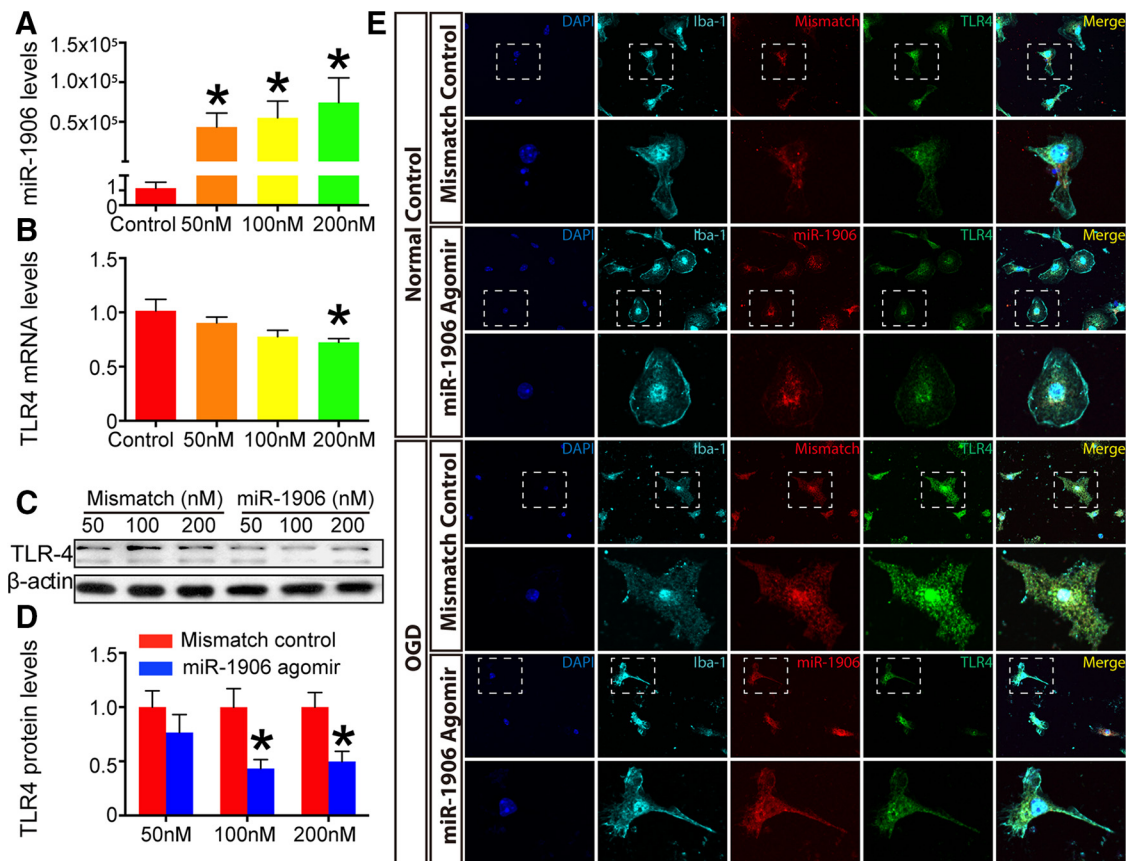 A
miR-1906 levels
1.5x10⁵
1.0x10⁵
0.5x10⁵
1
0
*
*
*
Control 50nM 100nM 200nM
B
TLR4 mRNA levels
1.5
1.0
0.5
0
*
Control 50nM 100nM 200nM
C
Mismatch (nM) miR-1906 (nM)
50 100 200 50 100 200
TLR-4
β-actin
D
Mismatch control
miR-1906 agomir
TLR4 protein levels
1.5
1.0
0.5
0
*
*
50nM 100nM 200nM
E
Normal Control
Mismatch Control
DAPI Iba-1 Mismatch TLR4 Merge
miR-1906 Agomir
DAPI Iba-1 miR-1906 TLR4 Merge
OGD
Mismatch Control
DAPI Iba-1 Mismatch TLR4 Merge
miR-1906 Agomir
DAPI Iba-1 miR-1906 TLR4 Merge